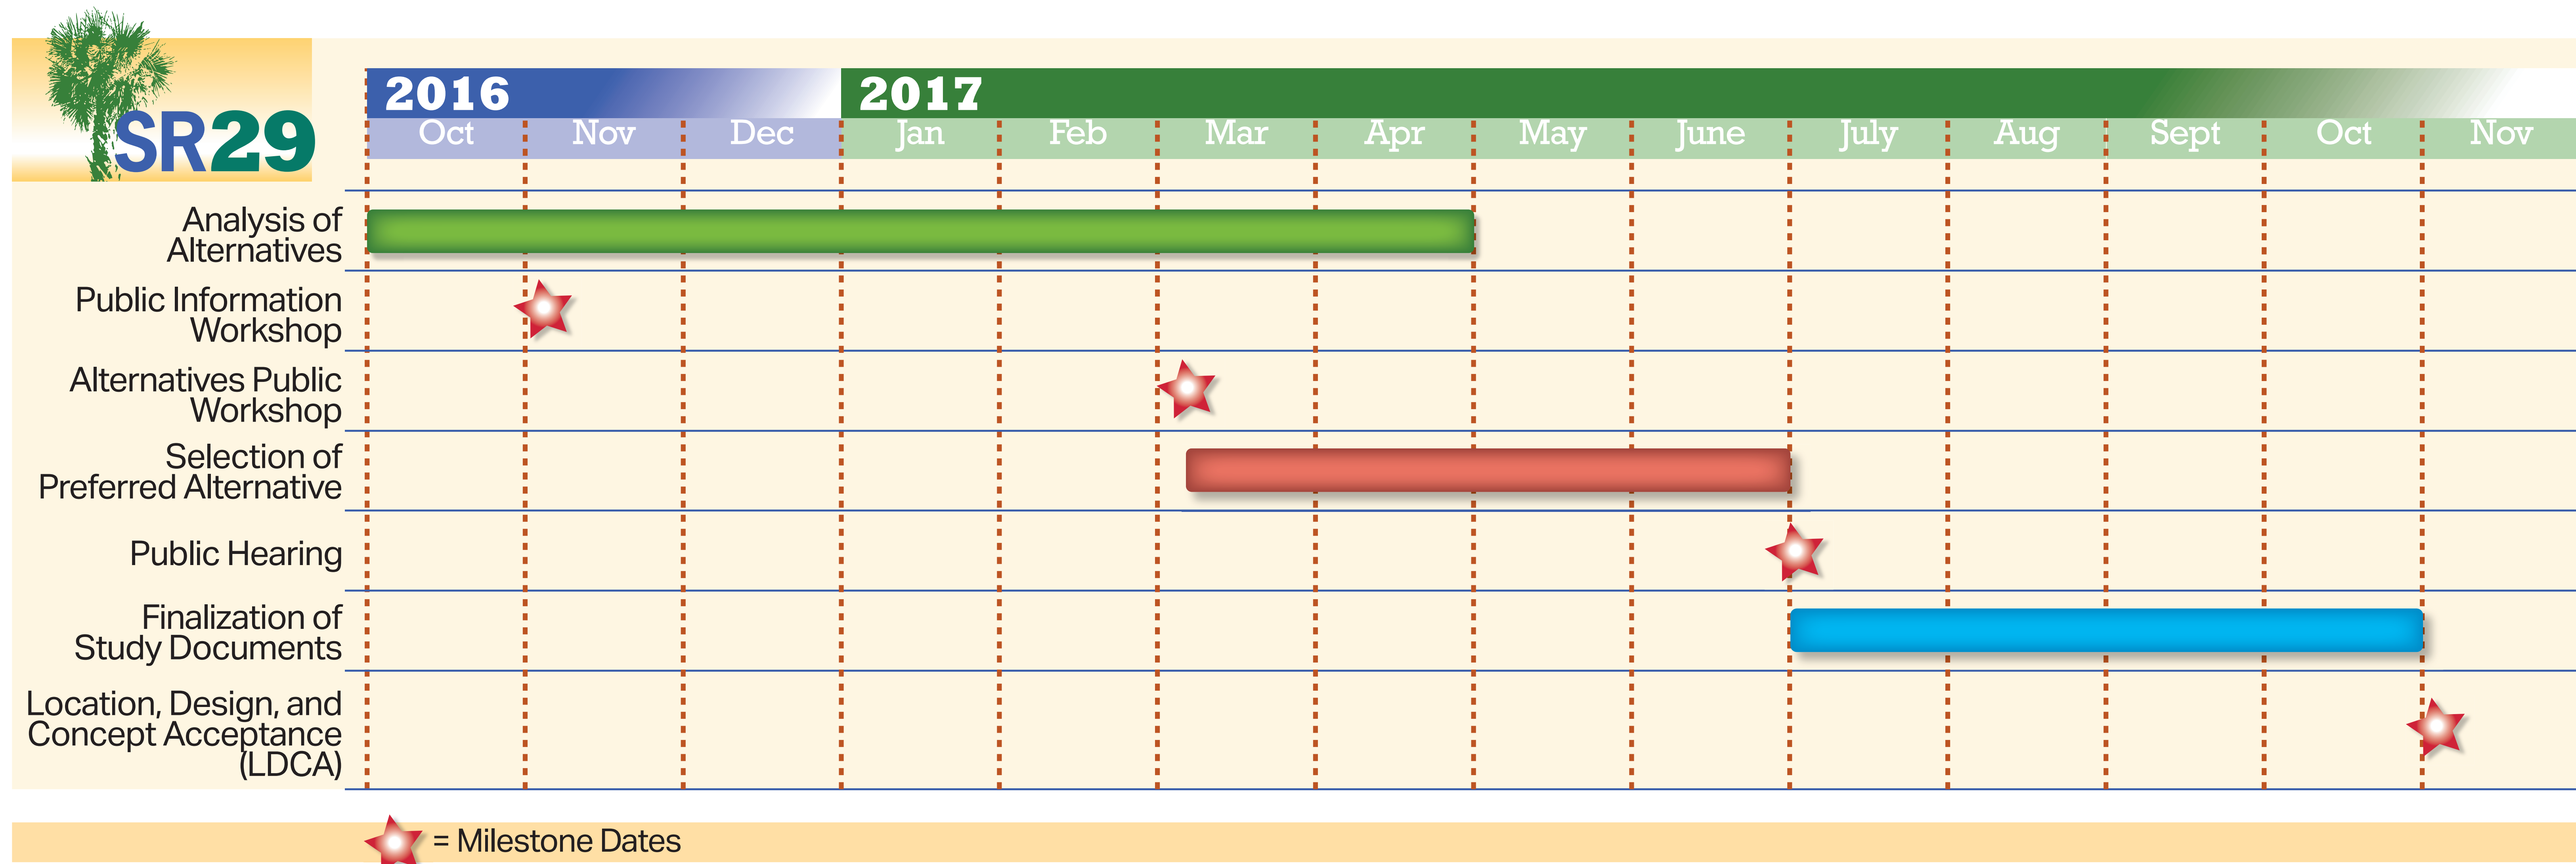 SR29
2016 2017
Oct Nov Dec Jan Feb Mar Apr May June July Aug Sept Oct Nov
Analysis of
Alternatives
Public Information
Workshop
Alternatives Public
Workshop
Selection of
Preferred Alternative
Public Hearing
Finalization of
Study Documents
Location, Design, and
Concept Acceptance
(LDCA)
= Milestone Dates